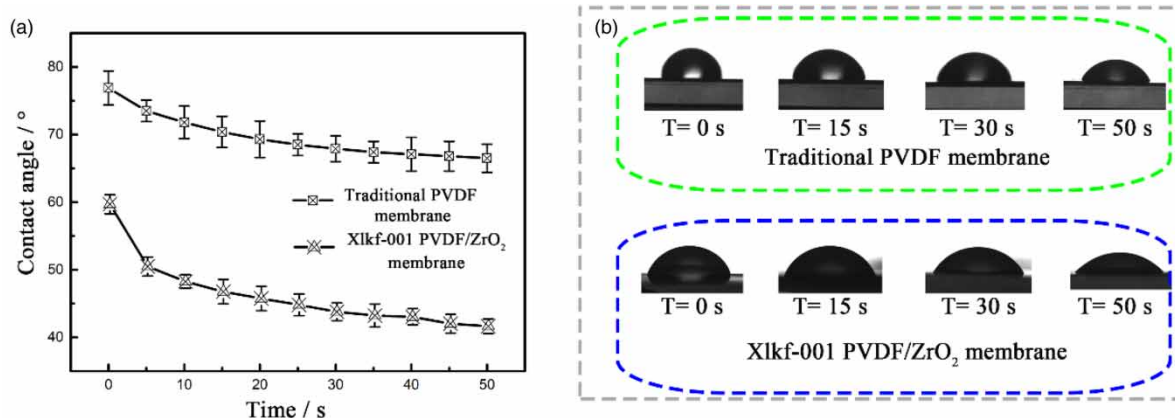 (a)
Contact angle / °
80
70
60
50
40
Traditional PVDF
membrane
Xlkf-001 PVDF/ZrO₂
membrane
0
10
20
30
40
50
Time / s
(b)
T= 0 s
T= 15 s
T= 30 s
T= 50 s
Traditional PVDF membrane
T= 0 s
T= 15 s
T= 30 s
T= 50 s
Xlkf-001 PVDF/ZrO₂ membrane